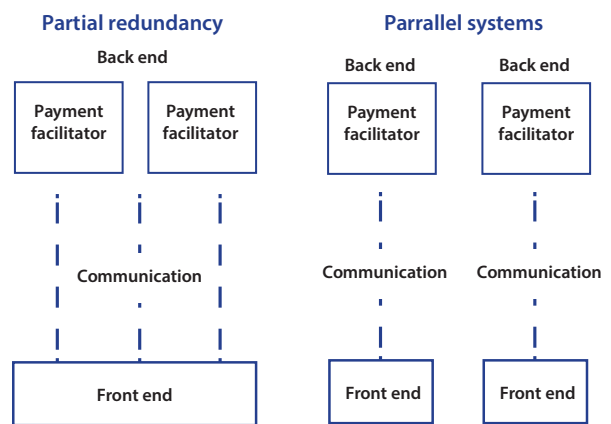 Partial redundancy
Back end
Payment
facilitator
Payment
facilitator
Communication
Front end
Parrallel systems
Back end
Back end
Payment
facilitator
Payment
facilitator
Communication
Communication
Front end
Front end